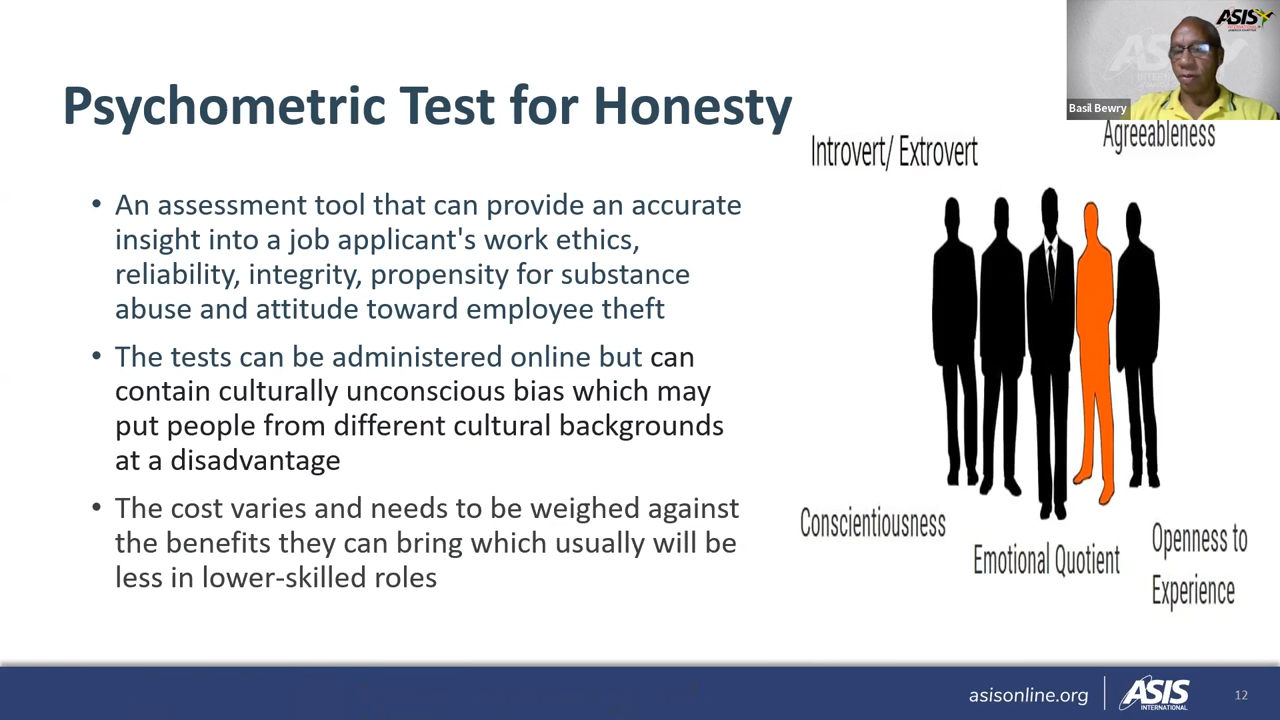 ASIS
INTERNATIONAL
Basil Bewry
Psychometric Test for Honesty
Introvert/ Extrovert
Agreeableness
• An assessment tool that can provide an accurate
insight into a job applicant's work ethics,
reliability, integrity, propensity for substance
abuse and attitude toward employee theft
• The tests can be administered online but can
contain culturally unconscious bias which may
put people from different cultural backgrounds
at a disadvantage
• The cost varies and needs to be weighed against
the benefits they can bring which usually will be
less in lower-skilled roles
Conscientiousness
Emotional Quotient
Openness to
Experience
asisonline.org
ASIS
INTERNATIONAL
12